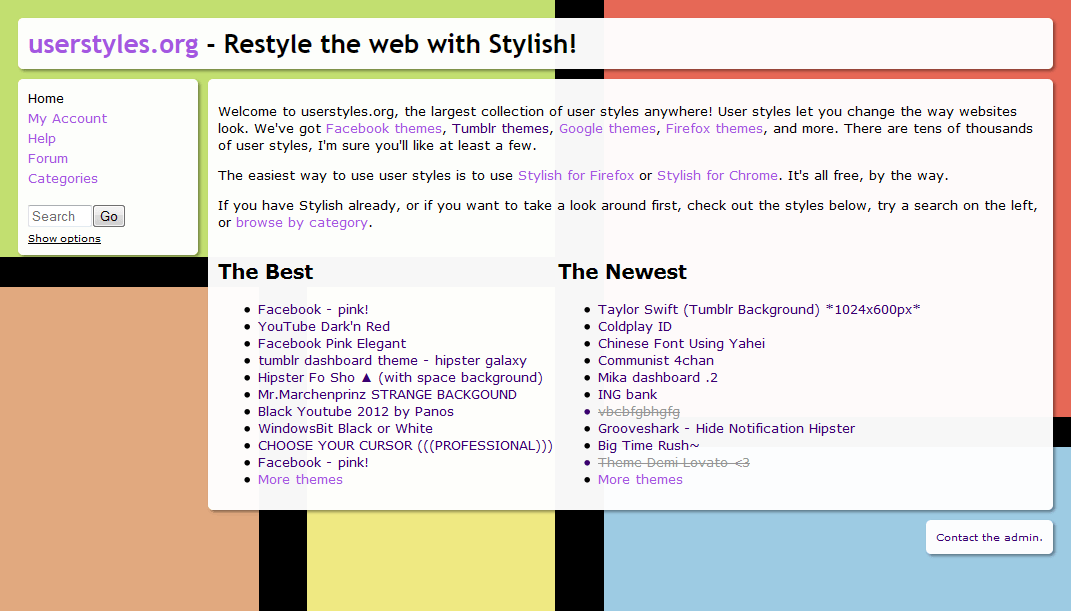 userstyles.org - Restyle the web with Stylish!
Home
My Account
Help
Forum
Categories
Search Go
Show options
Welcome to userstyles.org, the largest collection of user styles anywhere! User styles let you change the way websites
look. We've got Facebook themes, Tumblr themes, Google themes, Firefox themes, and more. There are tens of thousands
of user styles, I'm sure you'll like at least a few.
The easiest way to use user styles is to use Stylish for Firefox or Stylish for Chrome. It's all free, by the way.
If you have Stylish already, or if you want to take a look around first, check out the styles below, try a search on the left,
or browse by category.
The Best
Facebook - pink!
YouTube Dark'n Red
Facebook Pink Elegant
tumblr dashboard theme - hipster galaxy
Hipster Fo Sho ▲ (with space background)
Mr.Marchenprinz STRANGE BACKGOUND
Black Youtube 2012 by Panos
WindowsBit Black or White
CHOOSE YOUR CURSOR (((PROFESSIONAL)))
Facebook - pink!
More themes
The Newest
Taylor Swift (Tumblr Background) *1024x600px*
Coldplay ID
Chinese Font Using Yahei
Communist 4chan
Mika dashboard .2
ING bank
vbcbfgbhgfg
Grooveshark - Hide Notification Hipster
Big Time Rush~
Theme Demi Lovato <3
More themes
Contact the admin.